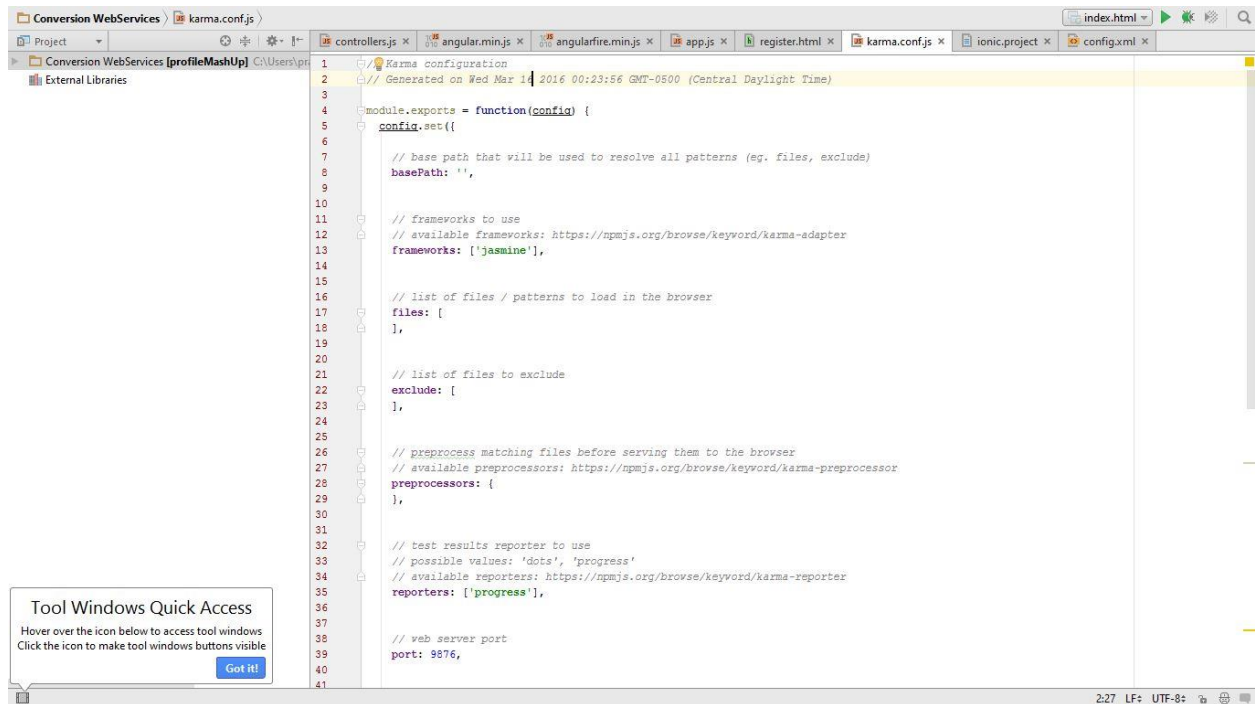 Conversion WebServices karma.conf.js index.html
Project controllers.js angular.min.js angularfire.min.js app.js register.html karma.conf.js ionic.project config.xml
Conversion WebServices [profileMashUp] C:\Users\pr
External Libraries
1 // Karma configuration
2 // Generated on Wed Mar 16 2016 00:23:56 GMT-0500 (Central Daylight Time)
3
4 module.exports = function(config) {
5 config.set({
6
7 // base path that will be used to resolve all patterns (eg. files, exclude)
8 basePath: '',
9
10
11 // frameworks to use
12 // available frameworks: https://npmjs.org/browse/keyword/karma-adapter
13 frameworks: ['jasmine'],
14
15
16 // list of files / patterns to load in the browser
17 files: [
18 ],
19
20
21 // list of files to exclude
22 exclude: [
23 ],
24
25
26 // preprocess matching files before serving them to the browser
27 // available preprocessors: https://npmjs.org/browse/keyword/karma-preprocessor
28 preprocessors: {
29 },
30
31
32 // test results reporter to use
33 // possible values: 'dots', 'progress'
34 // available reporters: https://npmjs.org/browse/keyword/karma-reporter
35 reporters: ['progress'],
36
37
38 // web server port
39 port: 9876,
40
41
Tool Windows Quick Access
Hover over the icon below to access tool windows
Click the icon to make tool windows buttons visible
Got it!
2:27 LF UTF-8